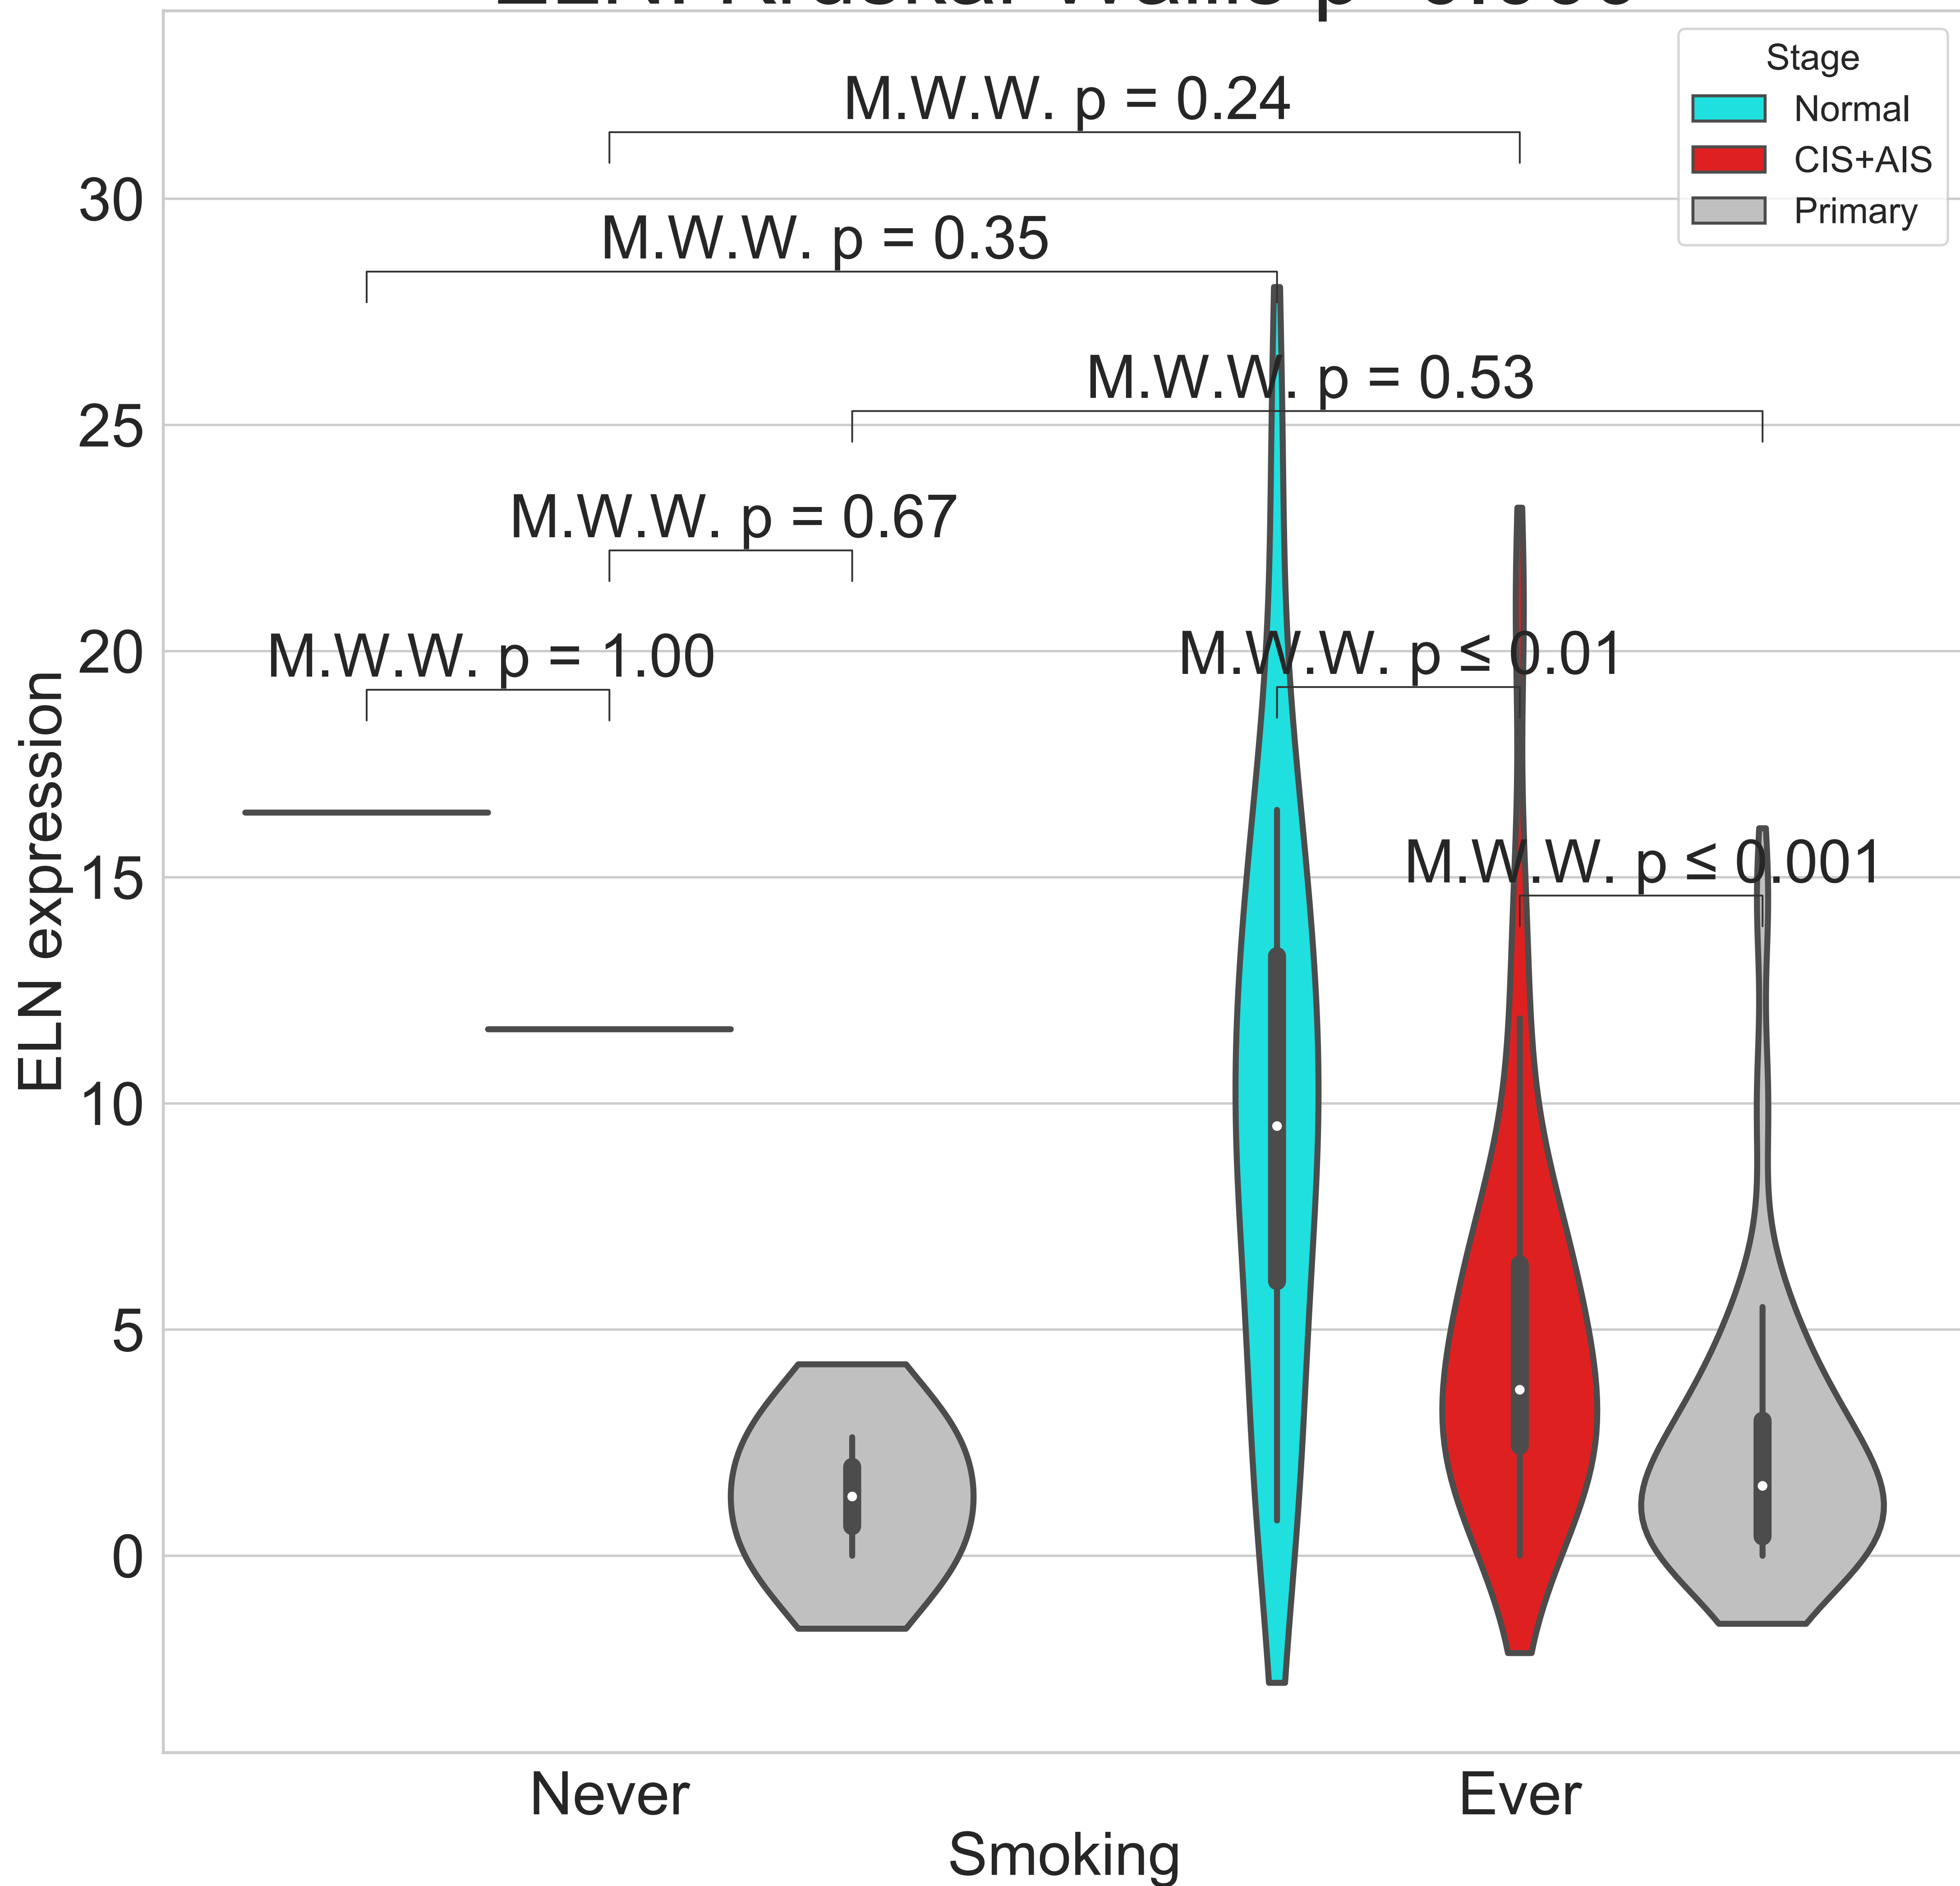 Stage
Normal
CIS+AIS
Primary
M.W.W. p = 0.24
M.W.W. p = 0.35
M.W.W. p = 0.53
M.W.W. p = 0.67
M.W.W. p = 1.00
M.W.W. p ≤ 0.01
M.W.W. p ≤ 0.001
30
25
20
15
10
5
0
ELN expression
Never
Ever
Smoking